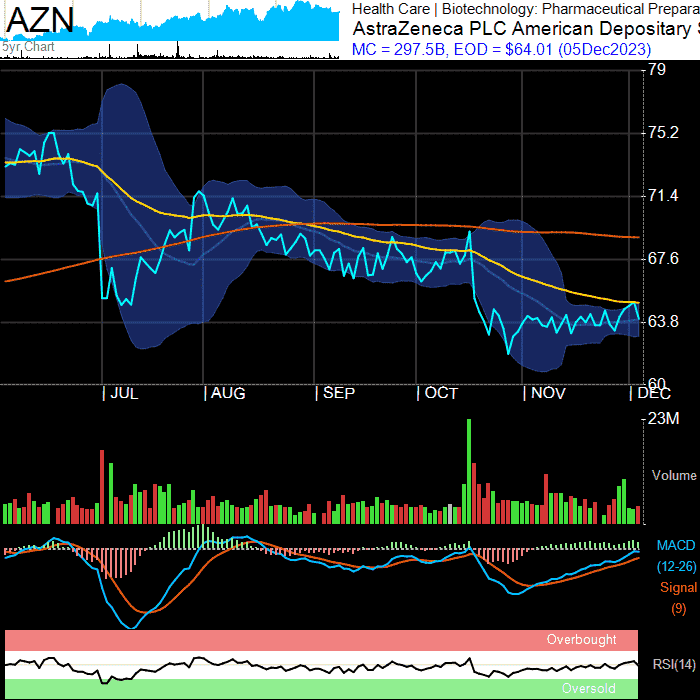 AZN
5yr Chart
Health Care | Biotechnology: Pharmaceutical Prepara
AstraZeneca PLC American Depositary S
MC = 297.5B, EOD = $64.01 (05Dec2023)
79
75.2
71.4
67.6
63.8
60
JUL
AUG
SEP
OCT
NOV
DEC
23M
Volume
MACD
(12-26)
Signal
(9)
Overbought
RSI(14)
Oversold